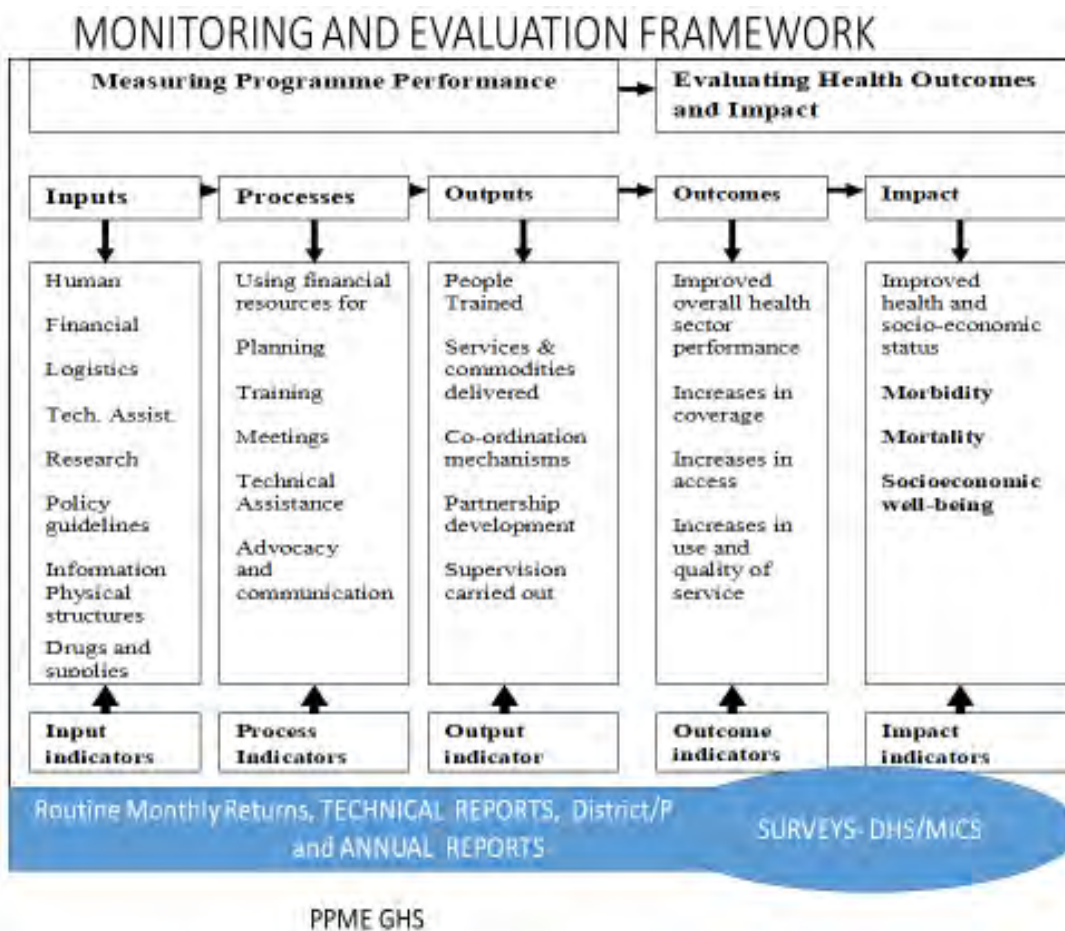 MONITORING AND EVALUATION FRAMEWORK
Measuring Programme Performance
Evaluating Health Outcomes
and Impact
Inputs
Processes
Outputs
Outcomes
Impact
Human
Financial
Logistics
Tech. Assist.
Research
Policy
guidelines
Information
Physical
structures
Drugs and
supplies
Using financial
resources for
Planning
Training
Meetings
Technical
Assistance
Advocacy
and
communication
People
Trained
Services &
commodities
delivered
Co-ordination
mechanisms
Partnership
development
Supervision
carried out
Improved
overall health
sector
performance
Increases in
coverage
Increases in
access
Increases in
use and
quality of
service
Improved
health and
socio-economic
status
Morbidity
Mortality
Socioeconomic
well-being
Input
indicators
Process
Indicators
Output
indicator
Outcome
indicators
Impact
indicators
Routine Monthly Returns, TECHNICAL REPORTS, District/P
and ANNUAL REPORTS
SURVEYS- DHS/MICS
PPME GHS